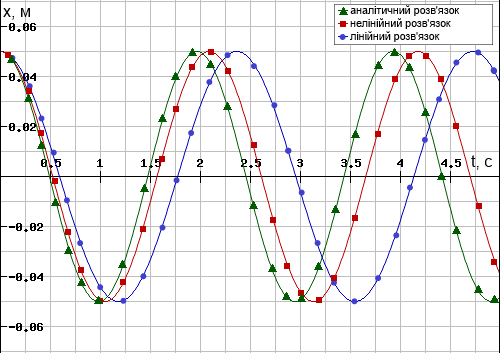 x, м
аналітичний розв'язок
нелінійний розв'язок
лінійний розв'язок
0.06
0.04
0.02
0.5 1 1.5 2 2.5 3 3.5 4 4.5
t, с
-0.02
-0.04
-0.06